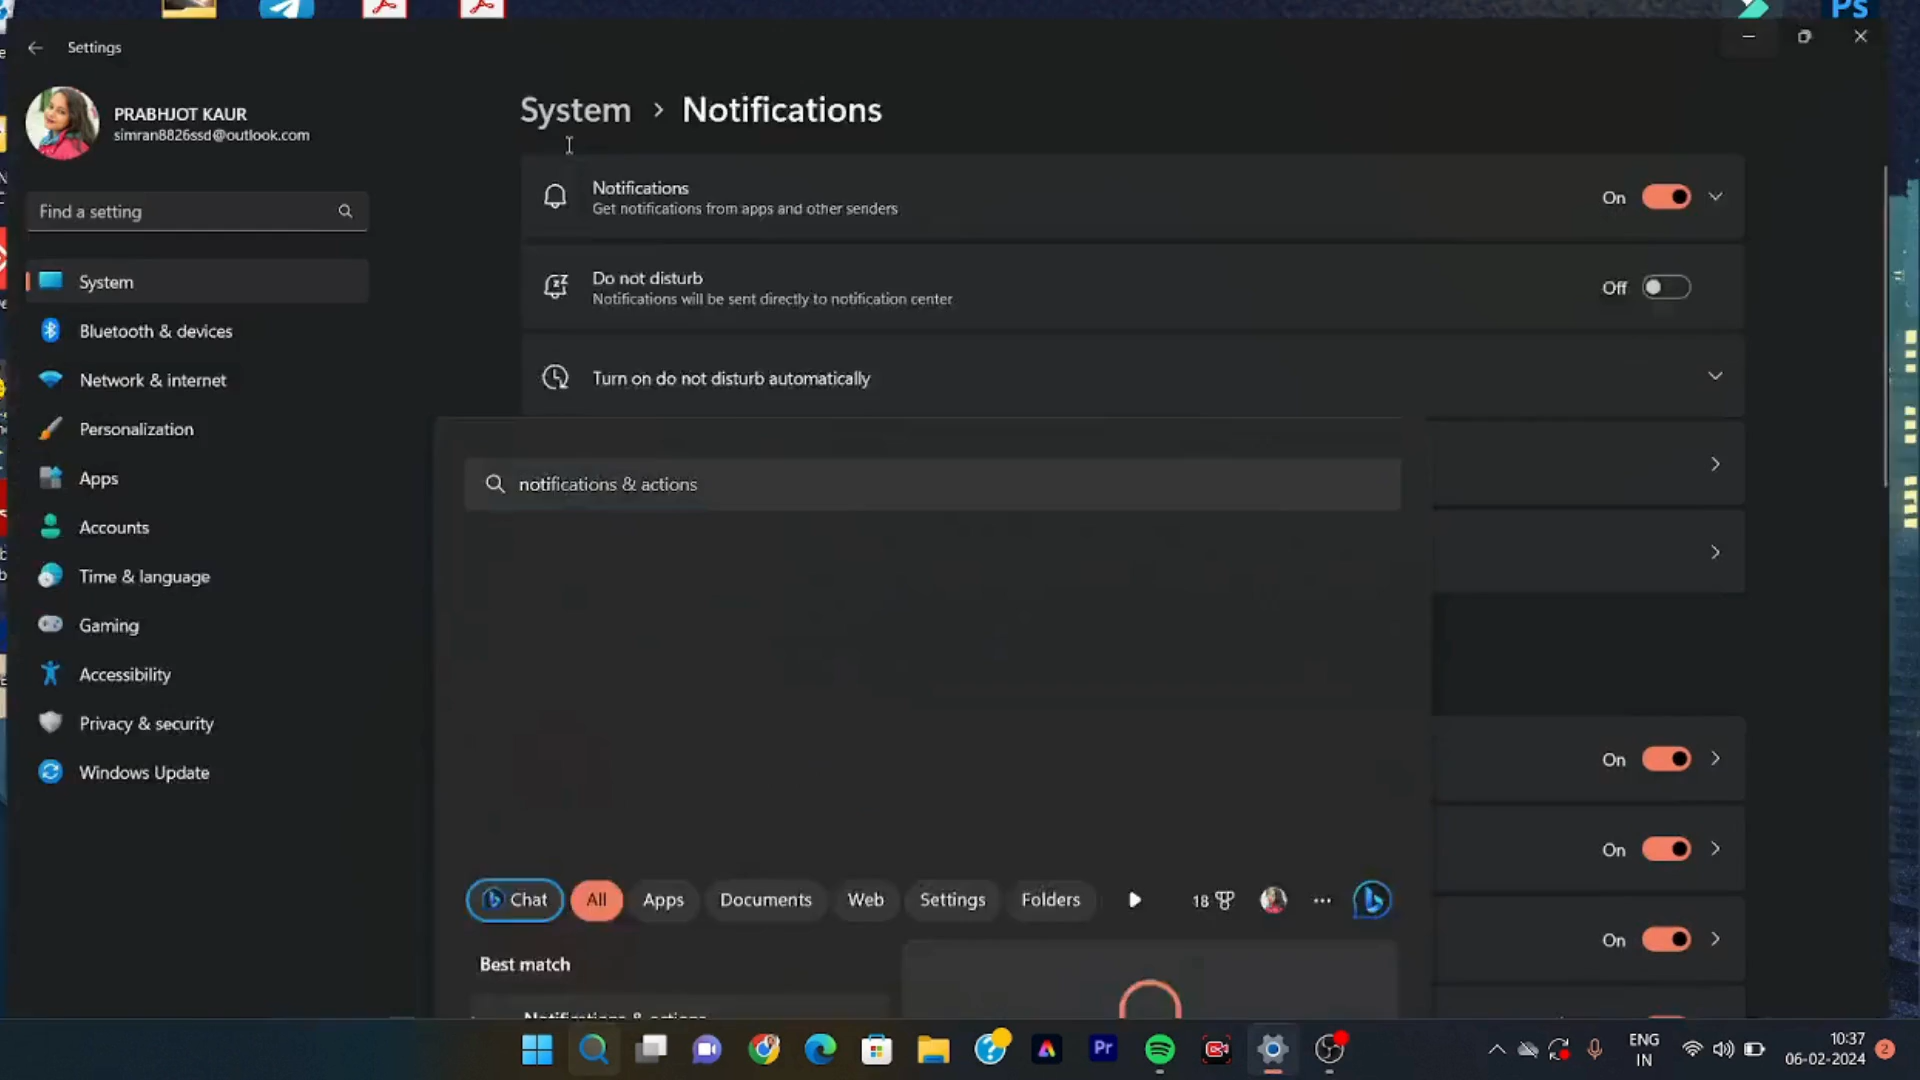 Ps
Settings
PRABHJOT KAUR
simran8826ssd@outlook.com
Find a setting
System
Bluetooth & devices
Network & internet
Personalization
Apps
Accounts
Time & language
Gaming
Accessibility
Privacy & security
Windows Update
System > Notifications
Notifications
Get notifications from apps and other senders
On
Do not disturb
Notifications will be sent directly to notification center
Off
Turn on do not disturb automatically
notifications & actions
On
On
On
Chat
All
Apps
Documents
Web
Settings
Folders
18
Best match
Notifications & actions
Pr
ENG
IN
10:37
06-02-2024
2